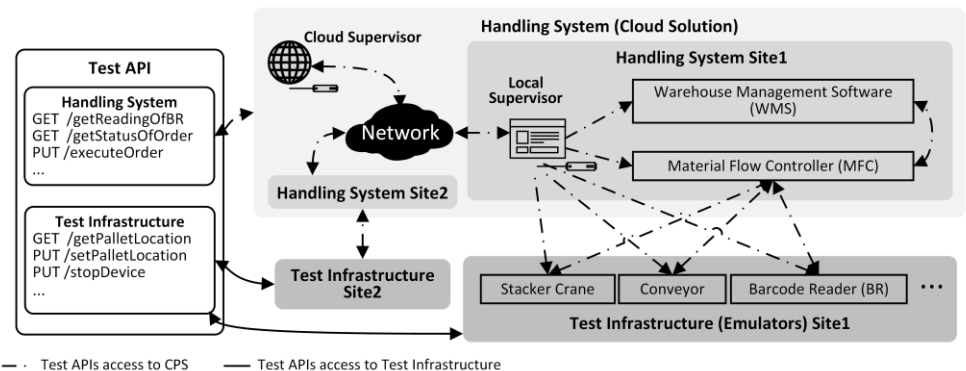 Handling System (Cloud Solution)
Cloud Supervisor
Test API
Handling System
GET /getReadingOfBR
GET /getStatusOfOrder
PUT /executeOrder
...
Test Infrastructure
GET /getPalletLocation
PUT /setPalletLocation
PUT /stopDevice
...
Network
Handling System Site2
Test Infrastructure
Site2
Handling System Site1
Local
Supervisor
Warehouse Management Software
(WMS)
Material Flow Controller (MFC)
Stacker Crane
Conveyor
Barcode Reader (BR)
...
Test Infrastructure (Emulators) Site1
Test APIs access to CPS
Test APIs access to Test Infrastructure